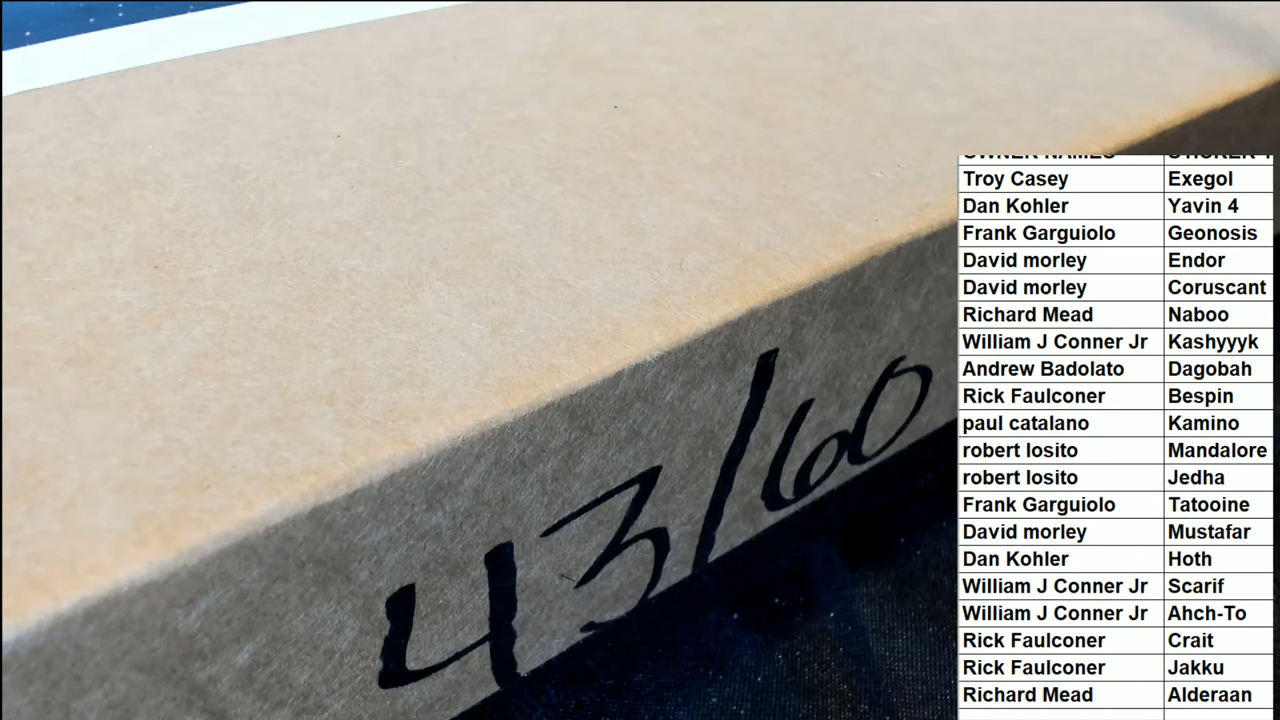 43/60
OWNER NAMES
Troy Casey Exegol
Dan Kohler Yavin 4
Frank Garguiolo Geonosis
David morley Endor
David morley Coruscant
Richard Mead Naboo
William J Conner Jr Kashyyyk
Andrew Badolato Dagobah
Rick Faulconer Bespin
paul catalano Kamino
robert losito Mandalore
robert losito Jedha
Frank Garguiolo Tatooine
David morley Mustafar
Dan Kohler Hoth
William J Conner Jr Scarif
William J Conner Jr Ahch-To
Rick Faulconer Crait
Rick Faulconer Jakku
Richard Mead Alderaan